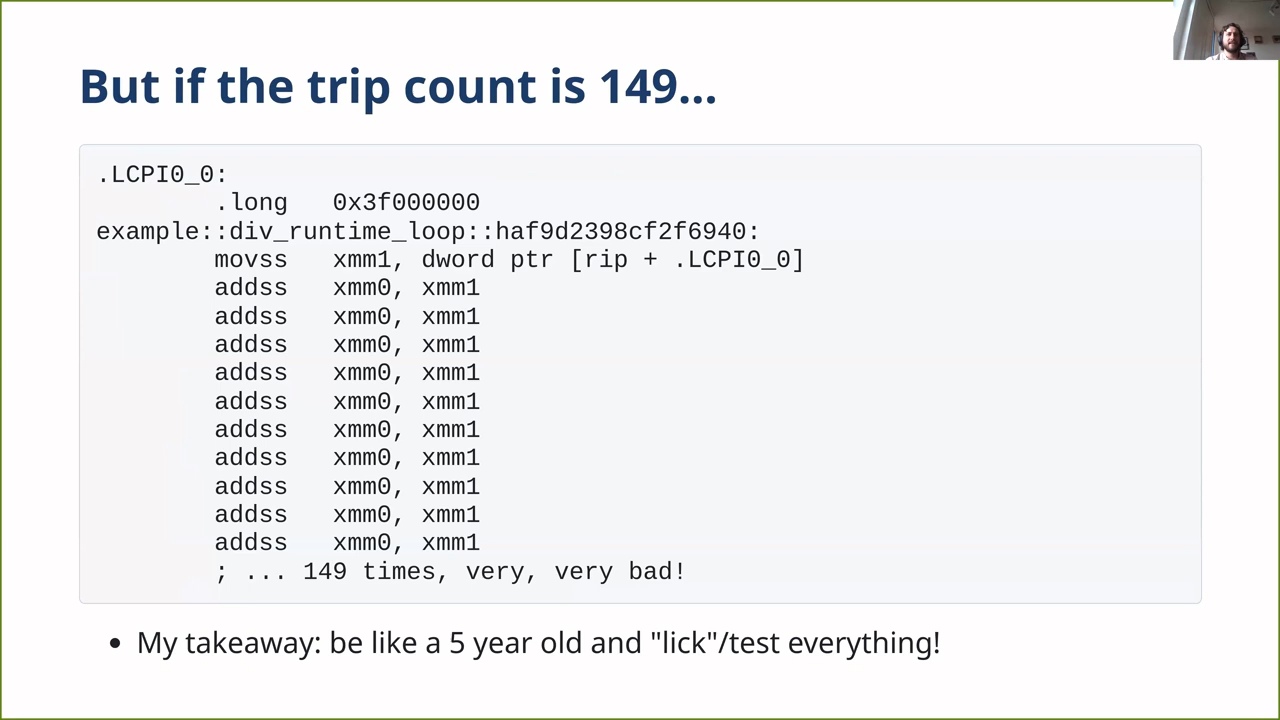 But if the trip count is 149...
.LCPI0_0:
.long 0x3f000000
example::div_runtime_loop::haf9d2398cf2f6940:
movss xmm1, dword ptr [rip + .LCPI0_0]
addss xmm0, xmm1
addss xmm0, xmm1
addss xmm0, xmm1
addss xmm0, xmm1
addss xmm0, xmm1
addss xmm0, xmm1
addss xmm0, xmm1
addss xmm0, xmm1
addss xmm0, xmm1
addss xmm0, xmm1
; ... 149 times, very, very bad!
• My takeaway: be like a 5 year old and "lick"/test everything!